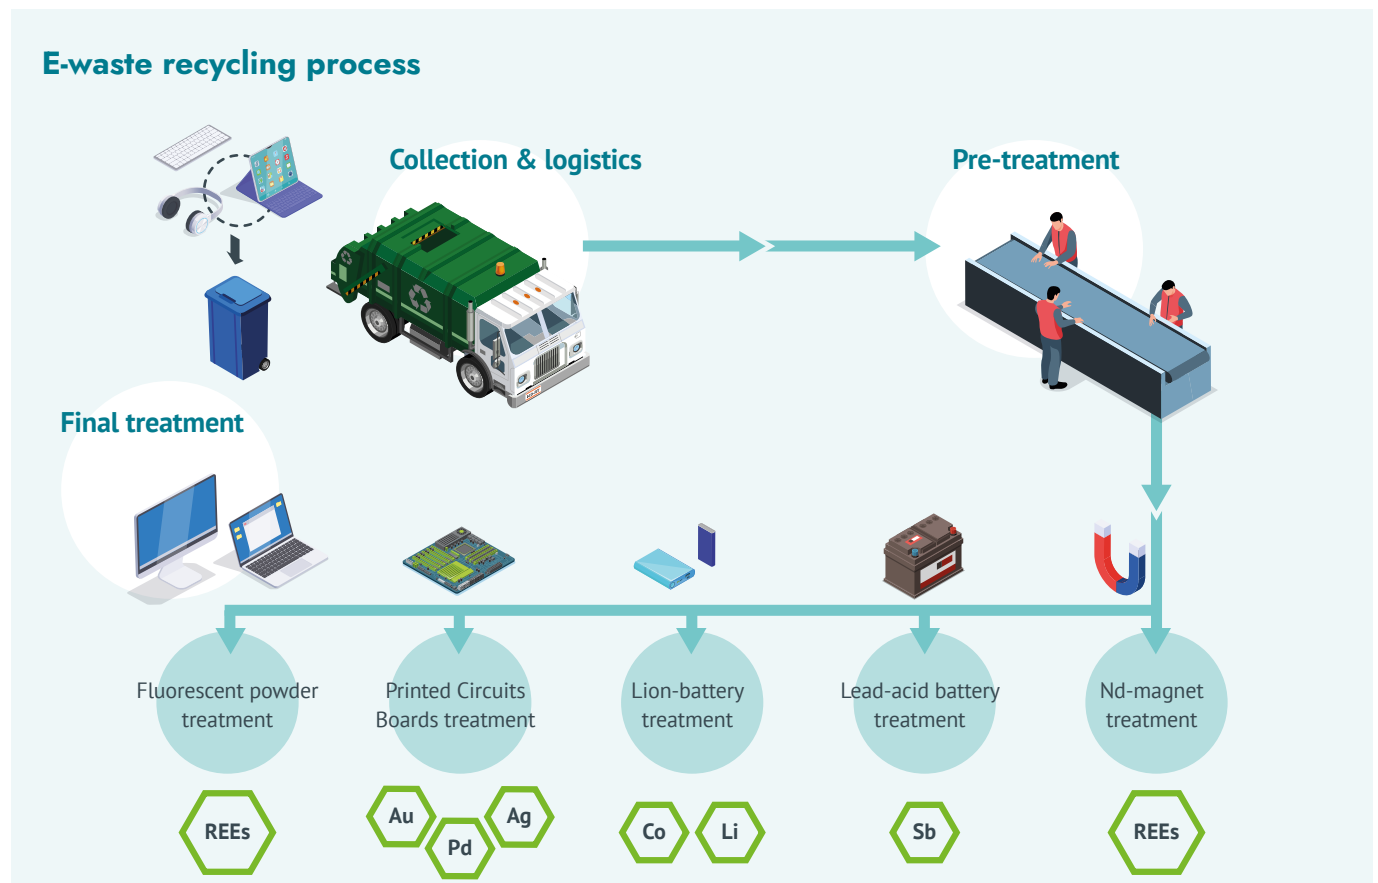 E-waste recycling process
Collection & logistics
Pre-treatment
Final treatment
Fluorescent powder
treatment
Printed Circuits
Boards treatment
Lion-battery
treatment
Lead-acid battery
treatment
Nd-magnet
treatment
REEs
Au
Pd
Ag
Co
Li
Sb
REEs